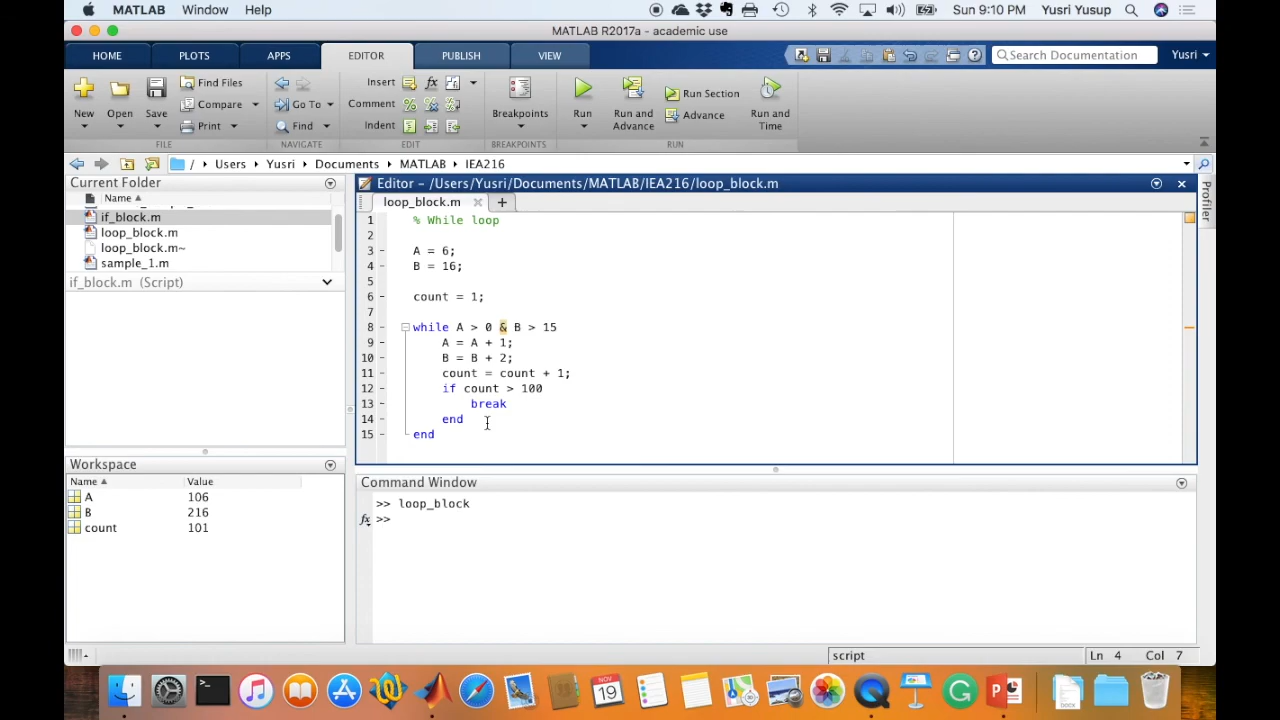 MATLAB Window Help Sun 9:10 PM Yusri Yusup
MATLAB R2017a - academic use
HOME PLOTS APPS EDITOR PUBLISH VIEW Search Documentation Yusri
New Open Save Find Files Compare Print Go To Find Insert fx Comment % Indent Breakpoints Run Run and Advance Run Section Advance Run and Time
FILE NAVIGATE EDIT BREAKPOINTS RUN
/ Users Yusri Documents MATLAB IEA216
Current Folder
Name
if_block.m
loop_block.m
loop_block.m~
sample_1.m
if_block.m (Script)
Workspace
Name Value
A 106
B 216
count 101
Editor - /Users/Yusri/Documents/MATLAB/IEA216/loop_block.m
loop_block.m
Profiler
1 % While loop
2
3 - A = 6;
4 - B = 16;
5
6 - count = 1;
7
8 - while A > 0 & B > 15
9 - A = A + 1;
10 - B = B + 2;
11 - count = count + 1;
12 - if count > 100
13 - break
14 - end
15 - end
Command Window
>> loop_block
fx >>
script Ln 4 Col 7
NOV
19